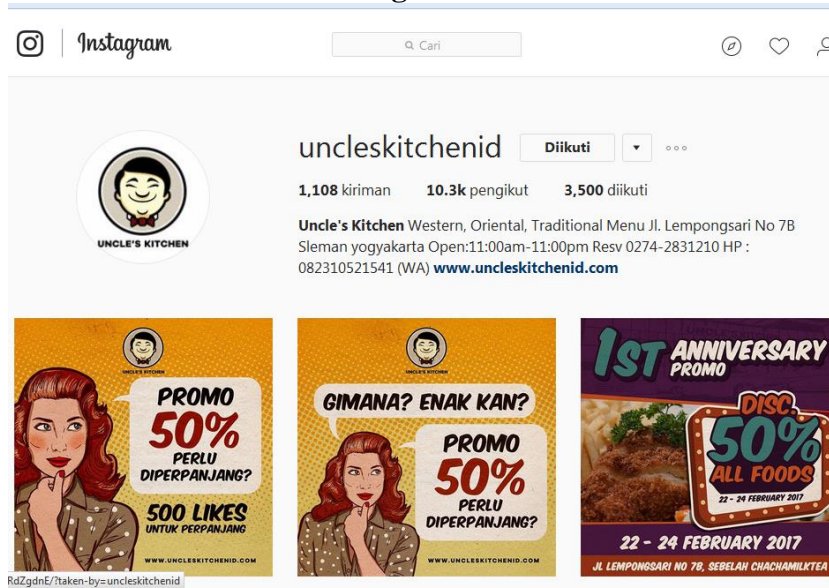 Instagram
Cari
uncleskitchenid Diikuti
1,108 kiriman 10.3k pengikut 3,500 diikuti
Uncle's Kitchen Western, Oriental, Traditional Menu Jl. Lempongsari No 7B
Sleman yogyakarta Open:11:00am-11:00pm Resv 0274-2831210 HP :
082310521541 (WA) www.uncleskitchenid.com
UNCLE'S KITCHEN
UNCLE'S KITCHEN
PROMO
50%
PERLU
DIPERPANJANG?
500 LIKES
UNTUK PERPANJANG
WWW.UNCLESKITCHENID.COM
UNCLE'S KITCHEN
GIMANA? ENAK KAN?
PROMO
50%
PERLU
DIPERPANJANG?
WWW.UNCLESKITCHENID.COM
1ST ANNIVERSARY
PROMO
DISC.
50%
ALL FOODS
22 - 24 FEBRUARY 2017
22 - 24 FEBRUARY 2017
JL LEMPONGSARI NO 7B, SEBELAH CHACHAMILKTEA
RdZgdnE/?taken-by=uncleskitchenid